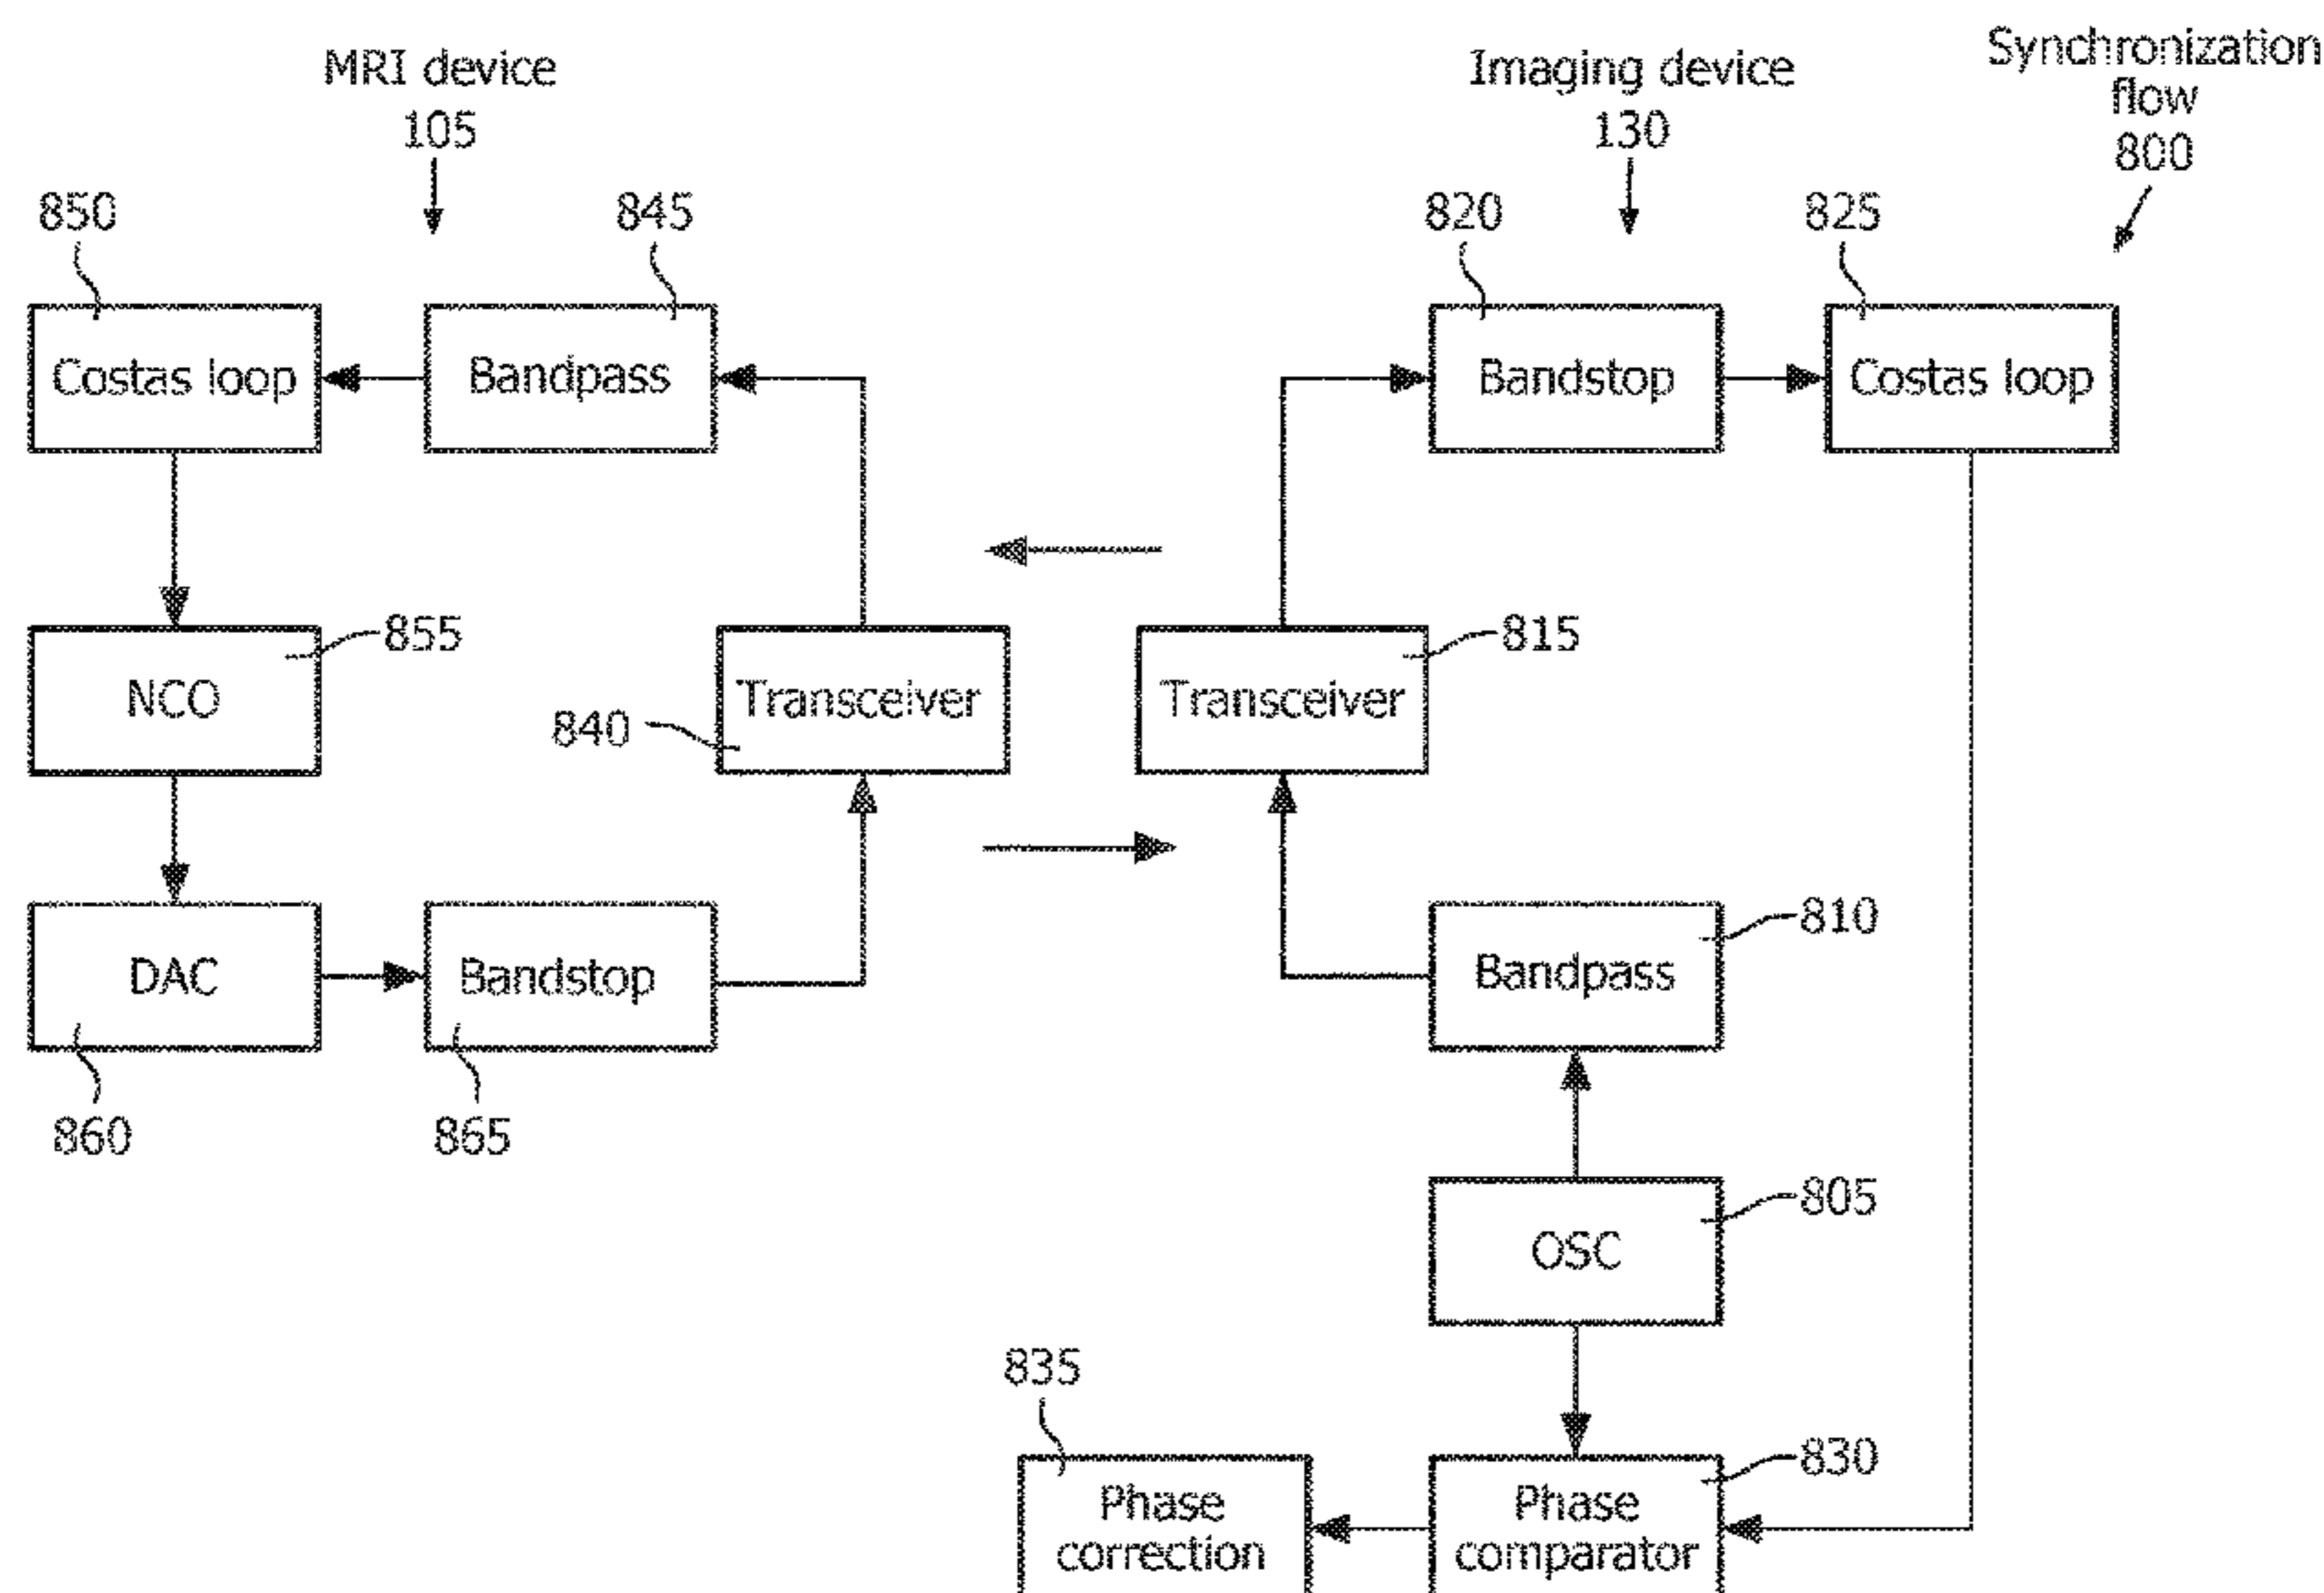 MRI device
105
Imaging device
130
Synchronization
flow
800
850
845
820
825
Costas loop
Bandpass
Bandstop
Costas loop
855
815
NCO
840
Transceiver
Transceiver
810
DAC
Bandstop
Bandpass
860
865
805
OSC
835
830
Phase
correction
Phase
comparator